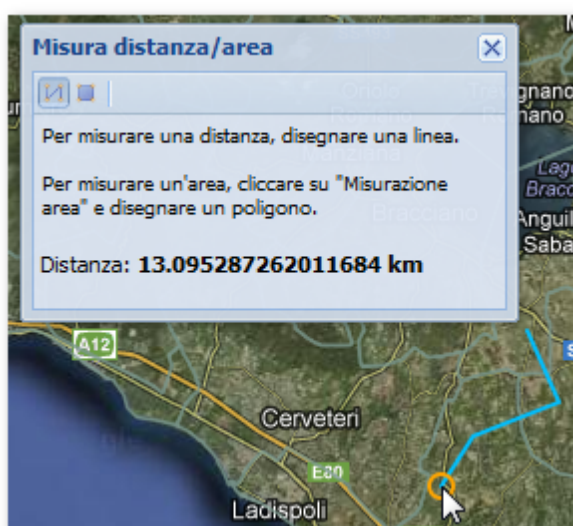 Misura distanza/area
Per misurare una distanza, disegnare una linea.
Per misurare un'area, cliccare su "Misurazione
area" e disegnare un poligono.
Distanza: 13.095287262011684 km
Bracciano
Anguil
Saba
A12
Cerveteri
E80
Ladispoli